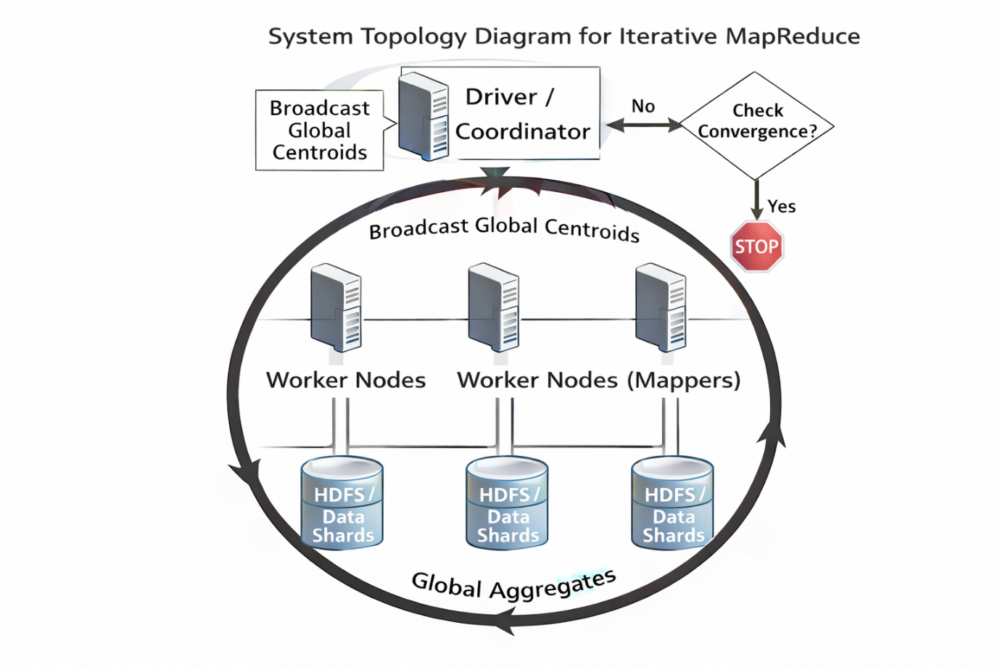 System Topology Diagram for Iterative MapReduce
Broadcast
Global
Centroids
Driver /
Coordinator
No
Check
Convergence?
Yes
STOP
Broadcast Global Centroids
Worker Nodes
Worker Nodes (Mappers)
HDFS /
Data
Shards
HDFS /
Data
Shards
HDFS /
Data
Shards
Global Aggregates